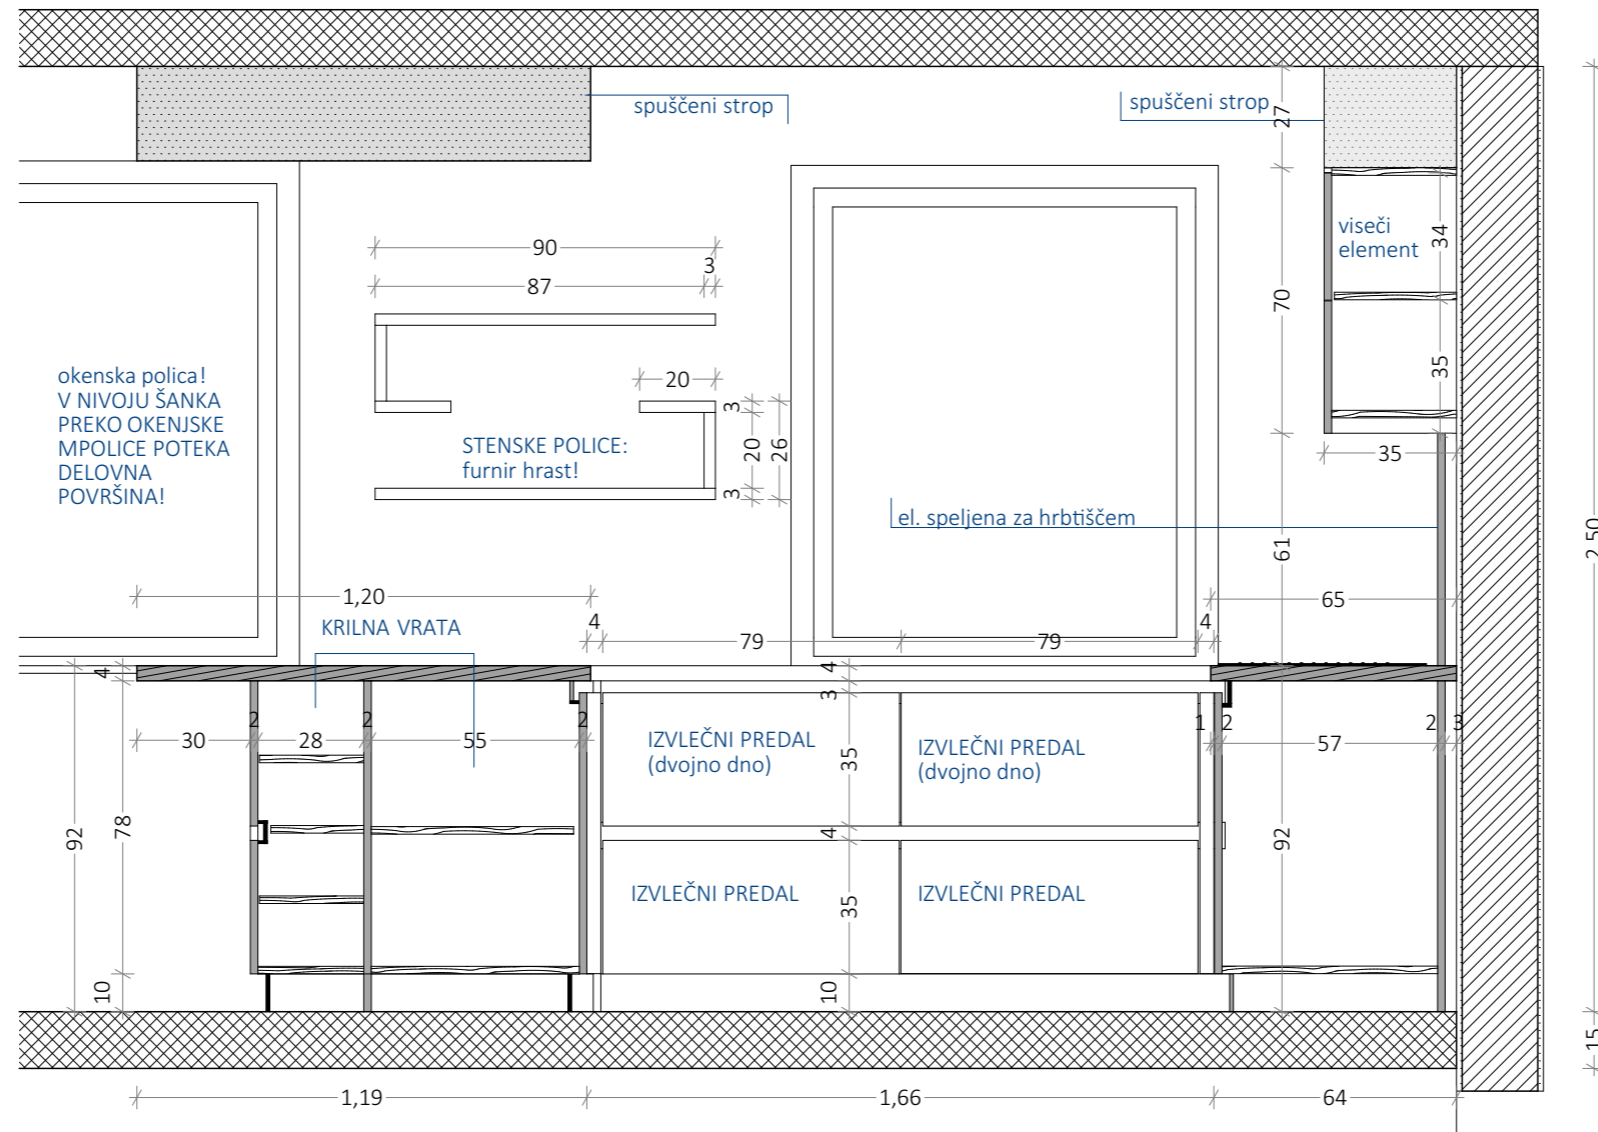 spuščeni strop
spuščeni strop
27
90
3
87
viseči
element
34
70
35
20
okenska polica!
V NIVOJU ŠANKA
PREKO OKENJSKE
MPOLICE POTEKA
DELOVNA
POVRŠINA!
3
20
26
3
STENSKE POLICE:
furnir hrast!
35
el. speljena za hrbtiščem
61
2,50
1,20
65
KRILNA VRATA
4
79
79
4
4
4
3
2
2
2
30
28
55
1
2
2
3
57
IZVLEČNI PREDAL
(dvojno dno)
35
IZVLEČNI PREDAL
(dvojno dno)
92
78
4
92
IZVLEČNI PREDAL
35
IZVLEČNI PREDAL
10
10
15
1,19
1,66
64